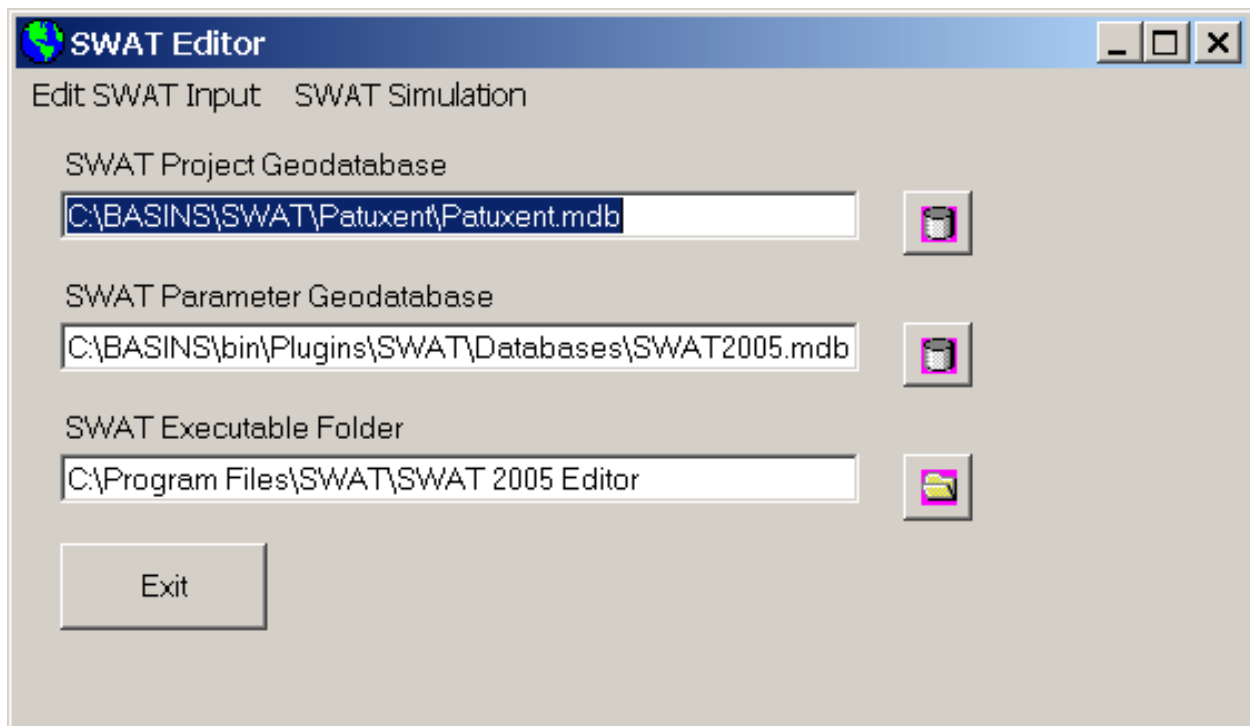 SWAT Editor
Edit SWAT Input SWAT Simulation
SWAT Project Geodatabase
C:\BASINS\SWAT\Patuxent\Patuxent.mdb
SWAT Parameter Geodatabase
C:\BASINS\bin\Plugins\SWAT\Databases\SWAT2005.mdb
SWAT Executable Folder
C:\Program Files\SWAT\SWAT 2005 Editor
Exit